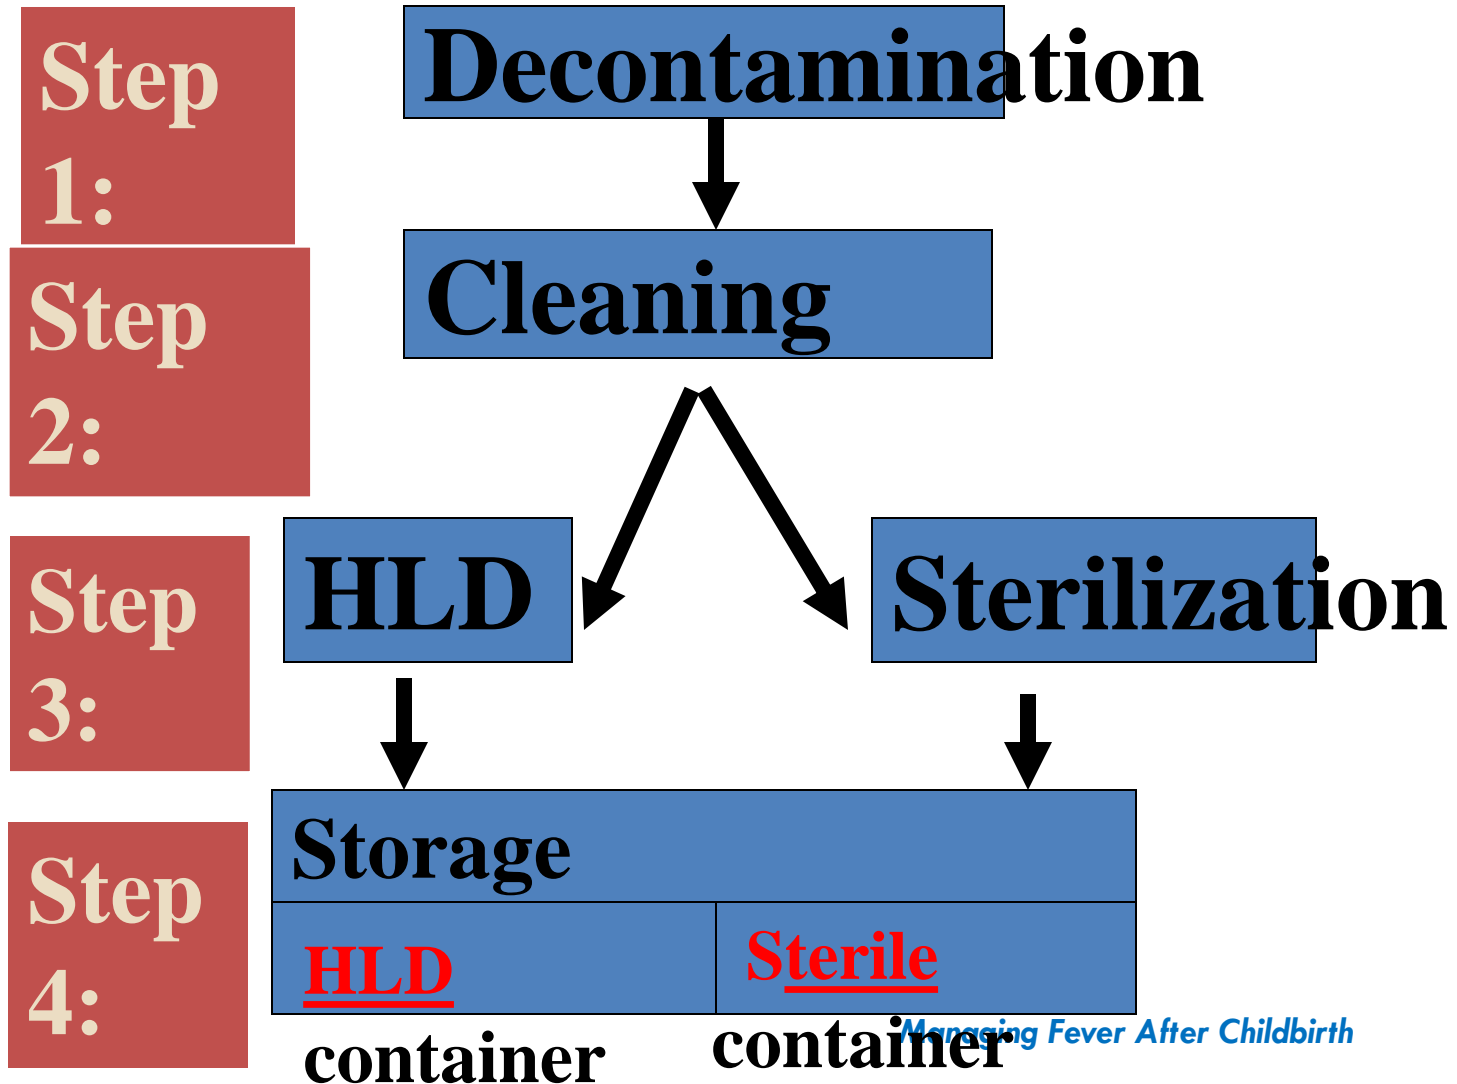 Step
1:
Decontamination
Step
2:
Cleaning
Step
3:
HLD
Sterilization
Step
4:
Storage
HLD
container
Sterile
container
Managing Fever After Childbirth